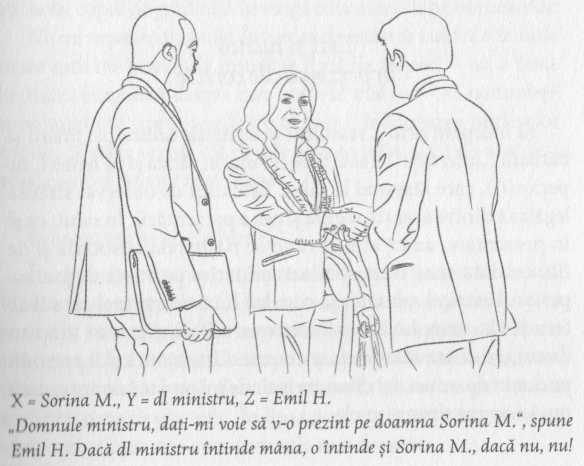 X = Sorina M., Y = dl ministru, Z = Emil H.
„Domnule ministru, dați-mi voie să v-o prezint pe doamna Sorina M.“, spune
Emil H. Dacă dl ministru întinde mâna, o întinde și Sorina M., dacă nu, nu!